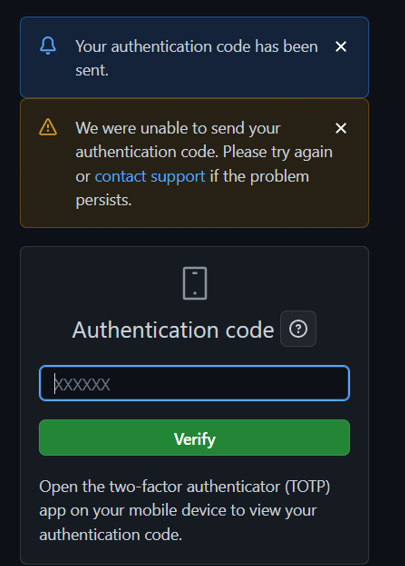 Your authentication code has been
sent.
We were unable to send your
authentication code. Please try again
or contact support if the problem
persists.
Authentication code
XXXXXX
Verify
Open the two-factor authenticator (TOTP)
app on your mobile device to view your
authentication code.